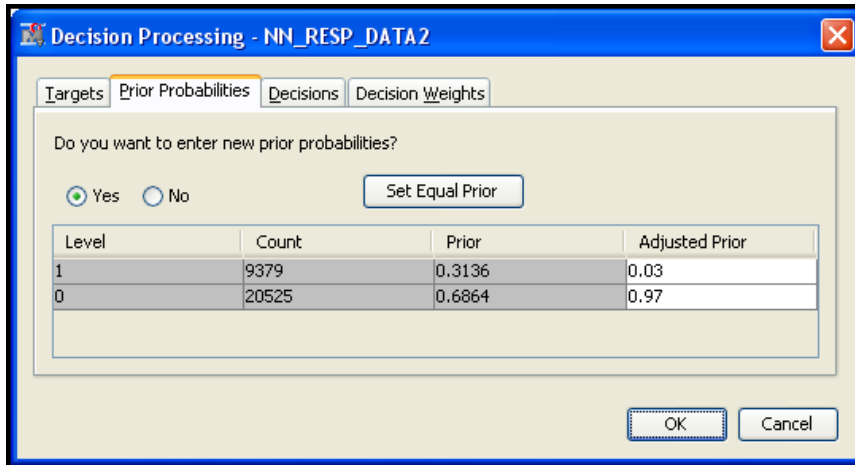 Decision Processing - NN_RESP_DATA2
Targets Prior Probabilities Decisions Decision Weights
Do you want to enter new prior probabilities?
Yes No Set Equal Prior
Level Count Prior Adjusted Prior
1 9379 0.3136 0.03
0 20525 0.6864 0.97
OK Cancel